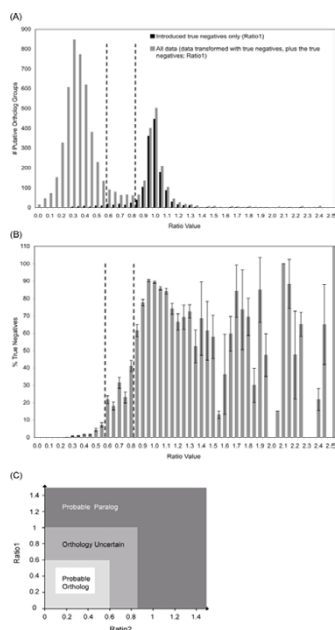 (A)
Introduced true negatives only (Ratio1)
All data (data transformed with true negatives, plus the true
negatives; Ratio1)
# Putative Ortholog Groups
900
800
700
600
500
400
300
200
100
0
0.0 0.1 0.2 0.3 0.4 0.5 0.6 0.7 0.8 0.9 1.0 1.1 1.2 1.3 1.4 1.5 1.6 1.7 1.8 1.9 2.0 2.1 2.2 2.3 2.4 2.5
Ratio Value
(B)
% True Negatives
110
100
90
80
70
60
50
40
30
20
10
0
0.0 0.1 0.2 0.3 0.4 0.5 0.6 0.7 0.8 0.9 1.0 1.1 1.2 1.3 1.4 1.5 1.6 1.7 1.8 1.9 2.0 2.1 2.2 2.3 2.4 2.5
Ratio Value
(C)
Ratio1
1.4
1.2
1
0.8
0.6
0.4
0.2
0
Probable Paralog
Orthology Uncertain
Probable
Ortholog
0 0.2 0.4 0.6 0.8 1 1.2 1.4
Ratio2